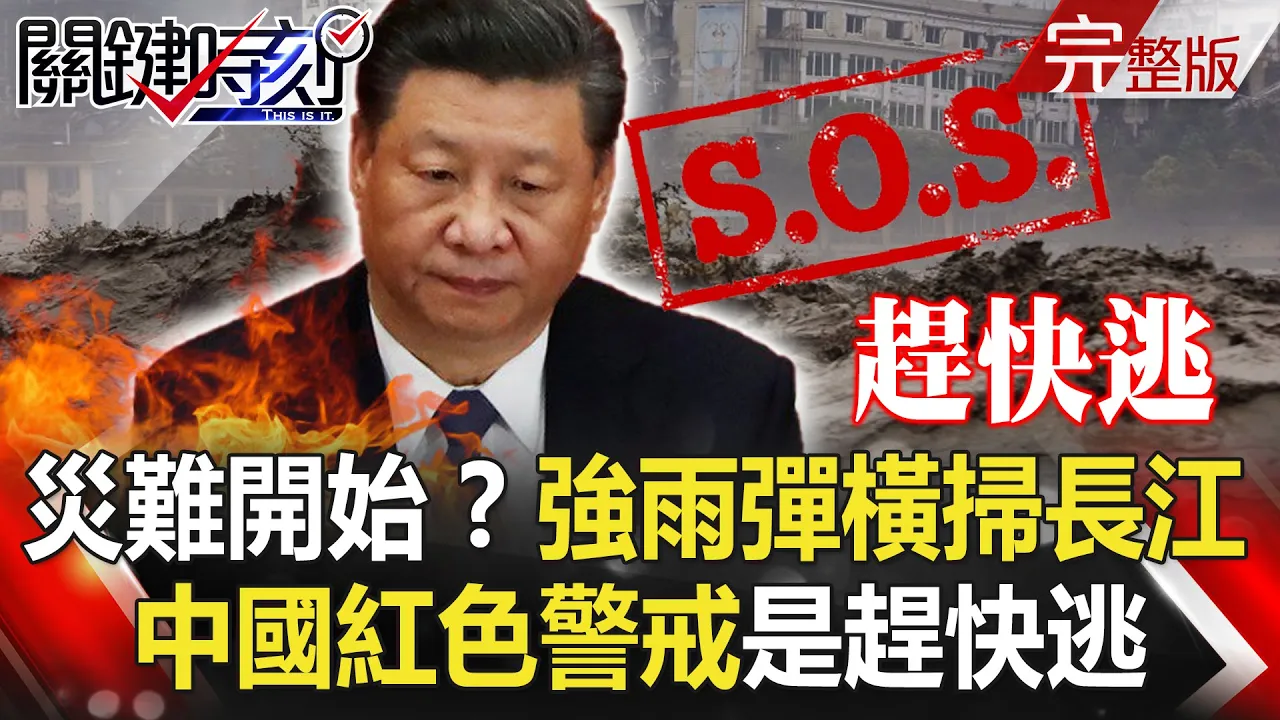 關鍵時刻
THIS IS IT.
完整版
S.O.S.
趕快逃
災難開始？強雨彈橫掃長江
中國紅色警戒是趕快逃